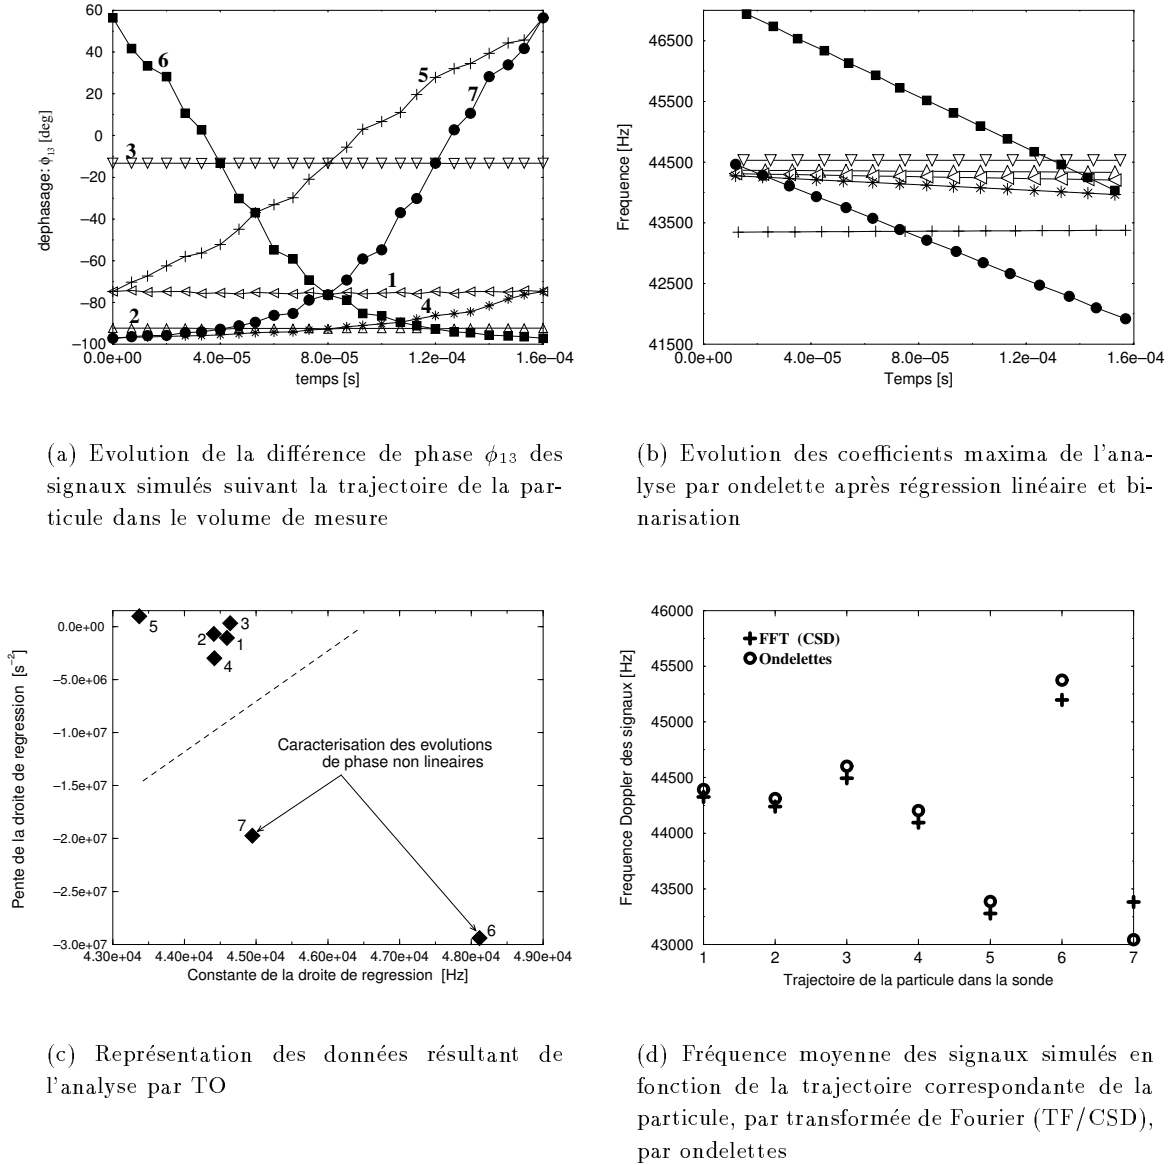 60
40
20
0
−20
−40
−60
−80
−100
dephasage: ϕ13 [deg]
6
5
7
3
1
2
4
0.0e+00
4.0e−05
8.0e−05
1.2e−04
1.6e−04
temps [s]
46500
45500
44500
43500
42500
41500
Frequence [Hz]
0.0e+00
4.0e−05
8.0e−05
1.2e−04
1.6e−04
Temps [s]
(a) Evolution de la différence de phase ϕ13 des
signaux simulés suivant la trajectoire de la par-
ticule dans le volume de mesure
(b) Evolution des coefficients maxima de l'ana-
lyse par ondelette après régression linéaire et bi-
narisation
0.0e+00
−5.0e+06
−1.0e+07
−1.5e+07
−2.0e+07
−2.5e+07
−3.0e+07
Pente de la droite de regression [s−2]
5
2
3
1
4
Caracterisation des evolutions
de phase non lineaires
7
6
4.30e+04
4.40e+04
4.50e+04
4.60e+04
4.70e+04
4.80e+04
4.90e+04
Constante de la droite de regression [Hz]
46000
45500
45000
44500
44000
43500
43000
Frequence Doppler des signaux [Hz]
FFT (CSD)
Ondelettes
1
2
3
4
5
6
7
Trajectoire de la particule dans la sonde
(c) Représentation des données résultant de
l'analyse par TO
(d) Fréquence moyenne des signaux simulés en
fonction de la trajectoire correspondante de la
particule, par transformée de Fourier (TF/CSD),
par ondelettes